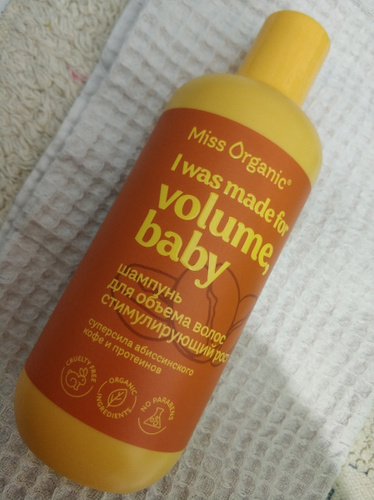 Miss Organic®
I was made for
volume,
baby
шампунь
для объема волос
стимулирующий рост
суперсила абиссинского
кофе и протеинов
CRUELTY FREE
ORGANIC INGREDIENTS
NO PARABENS